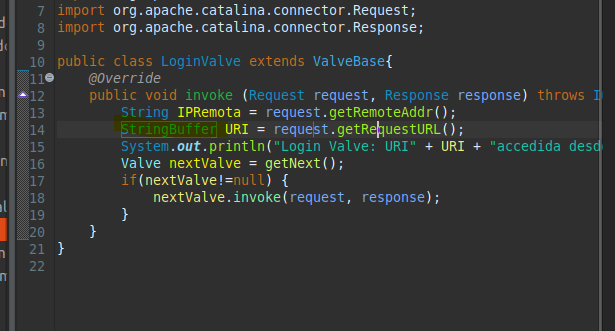 7 import org.apache.catalina.connector.Request;
8 import org.apache.catalina.connector.Response;
9
10 public class LoginValve extends ValveBase{
11 @Override
12 public void invoke (Request request, Response response) throws I
13 String IPRemota = request.getRemoteAddr();
14 StringBuffer URI = request.getRequestURL();
15 System.out.println("Login Valve: URI" + URI + "accedida desd
16 Valve nextValve = getNext();
17 if(nextValve!=null) {
18 nextValve.invoke(request, response);
19 }
20 }
21 }
22